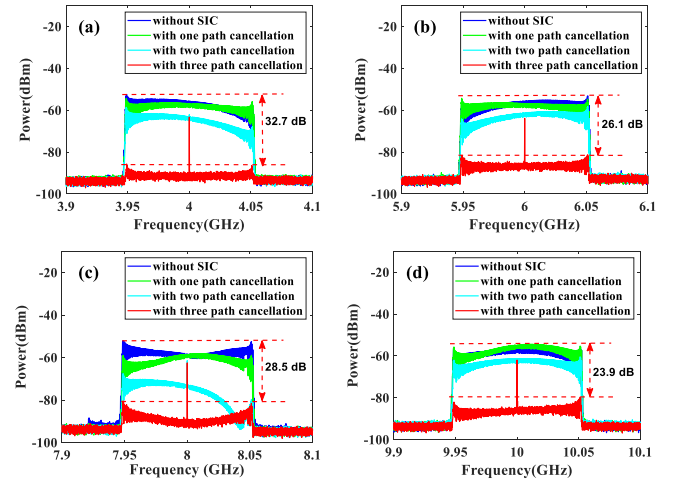 (a)
without SIC
with one path cancellation
with two path cancellation
with three path cancellation
32.7 dB
Power(dBm)
-20
-40
-60
-80
-100
3.9 3.95 4 4.05 4.1
Frequency(GHz)
(b)
without SIC
with one path cancellation
with two path cancellation
with three path cancellation
26.1 dB
Power(dBm)
-20
-40
-60
-80
-100
5.9 5.95 6 6.05 6.1
Frequency(GHz)
(c)
without SIC
with one path cancellation
with two path cancellation
with three path cancellation
28.5 dB
Power(dBm)
-20
-40
-60
-80
-100
7.9 7.95 8 8.05 8.1
Frequency (GHz)
(d)
without SIC
with one path cancellation
with two path cancellation
with three path cancellation
23.9 dB
Power(dBm)
-20
-40
-60
-80
-100
9.9 9.95 10 10.05 10.1
Frequency(GHz)